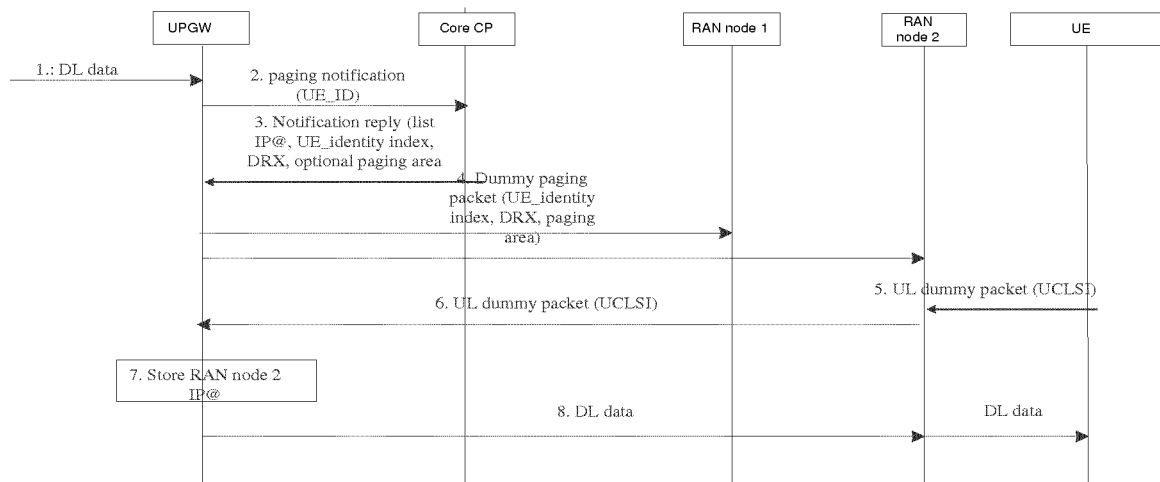 UPGW
Core CP
RAN node 1
RAN
node 2
UE
1.: DL data
2. paging notification
(UE_ID)
3. Notification reply (list
IP@, UE_identity index,
DRX, optional paging area
4. Dummy paging
packet (UE_identity
index, DRX, paging
area)
5. UL dummy packet (UCLSI)
6. UL dummy packet (UCLSI)
7. Store RAN node 2
IP@
8. DL data
DL data